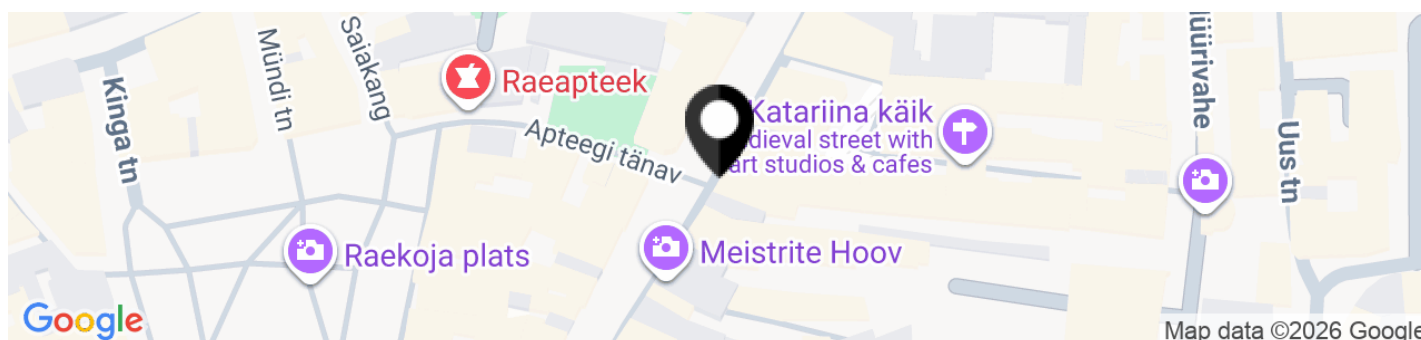 Kinga tn
Mündi tn
Saiakang
Raeapteek
Apteegi tänav
Katariina käik
dieval street with
art studios & cafes
üürivahe
Uus tn
Raekoja plats
Meistrite Hoov
Google
Map data ©2026 Google